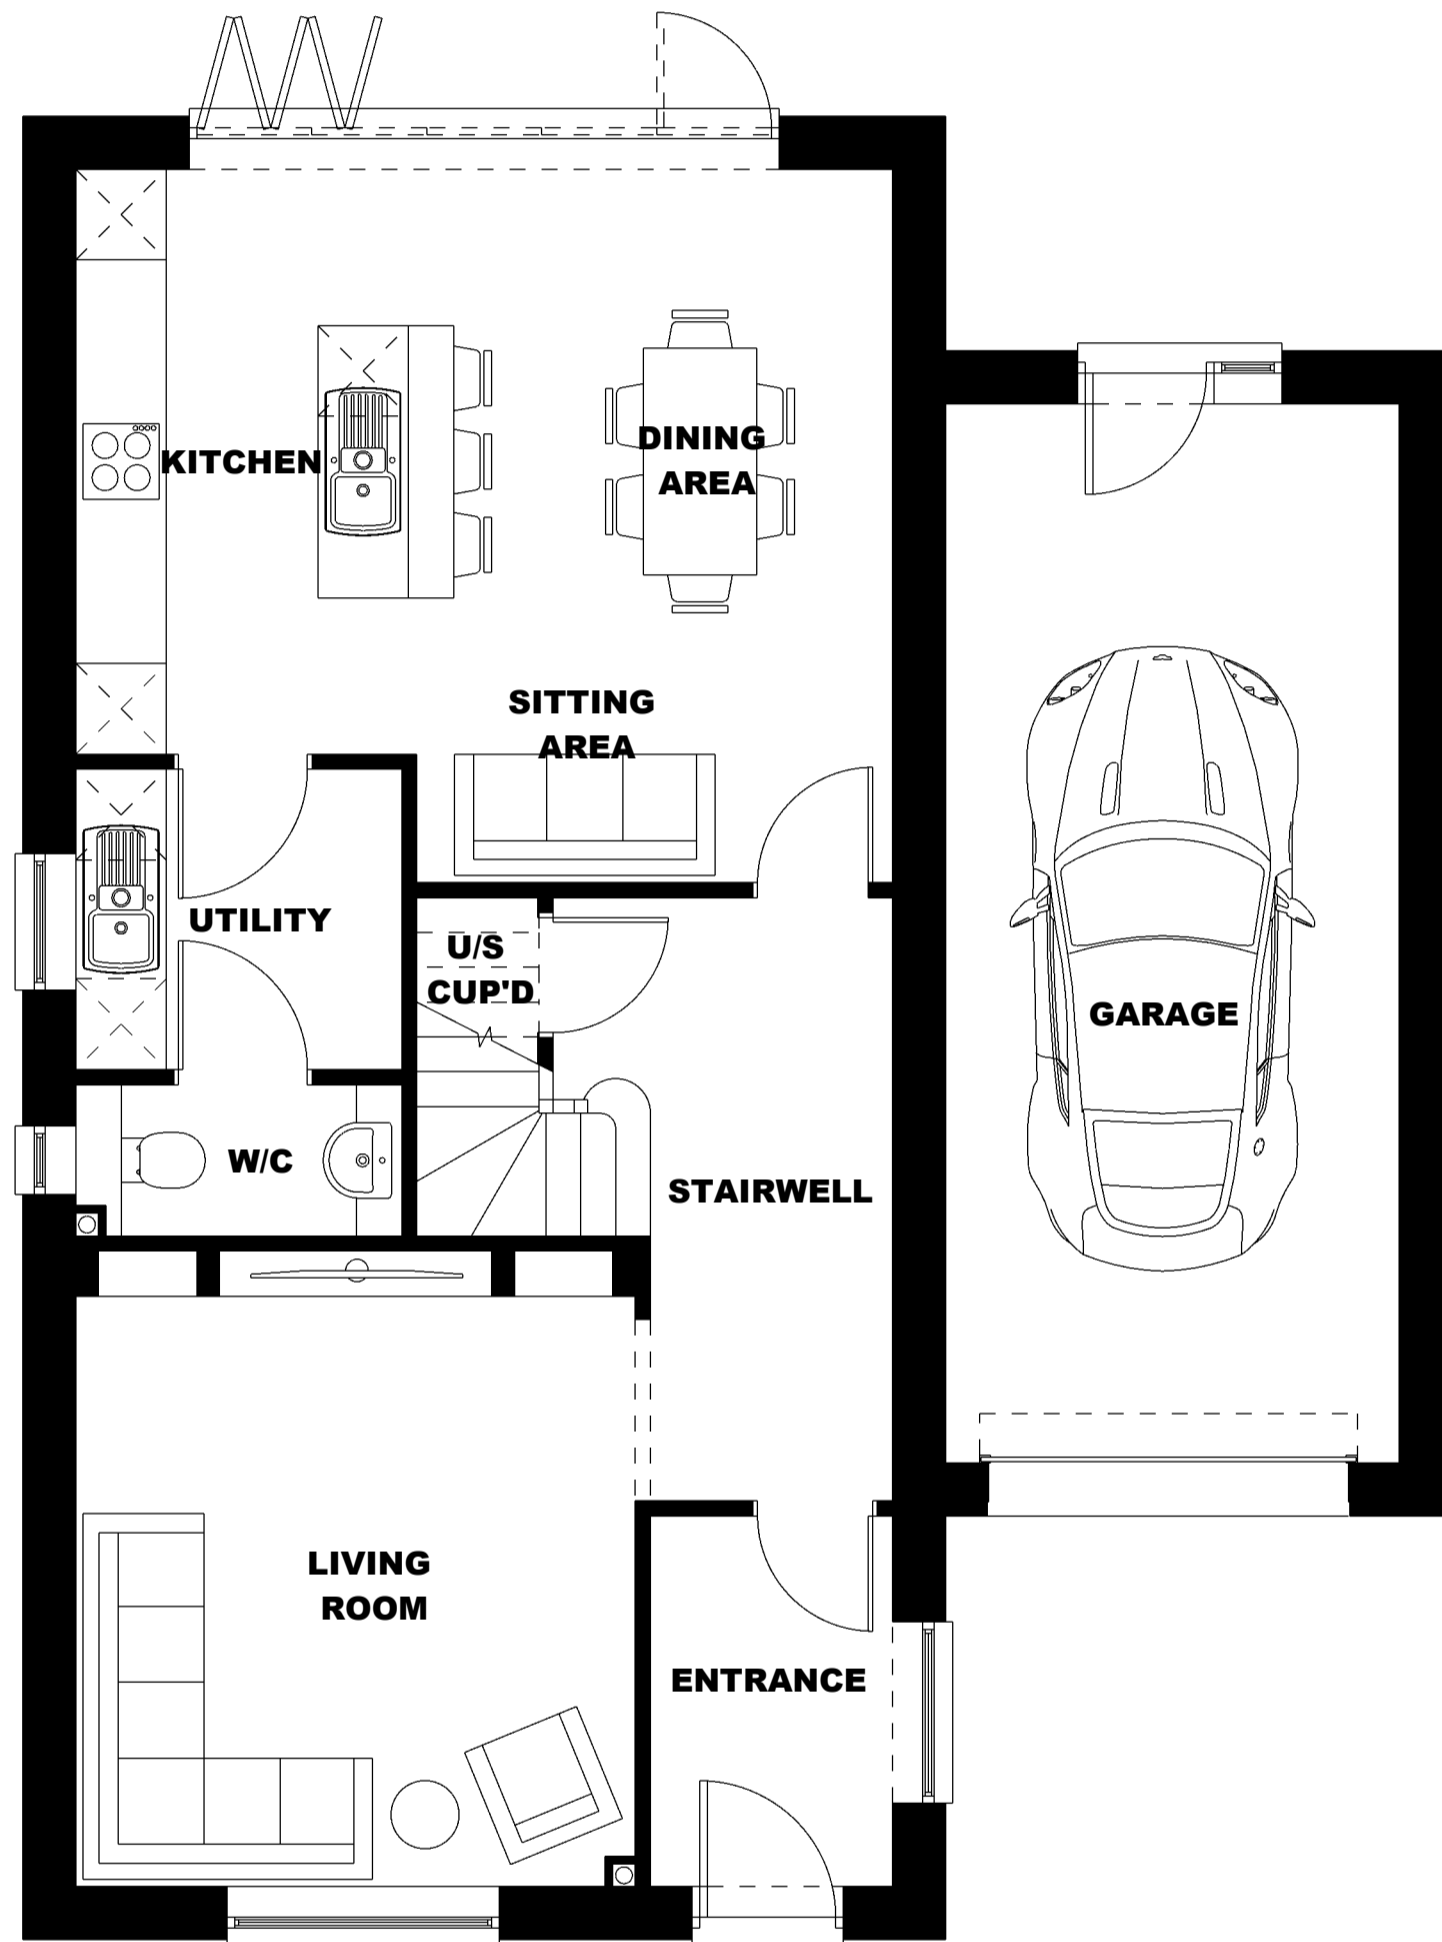 KITCHEN
DINING
AREA
SITTING
AREA
UTILITY
U/S
CUP'D
GARAGE
W/C
STAIRWELL
LIVING
ROOM
ENTRANCE